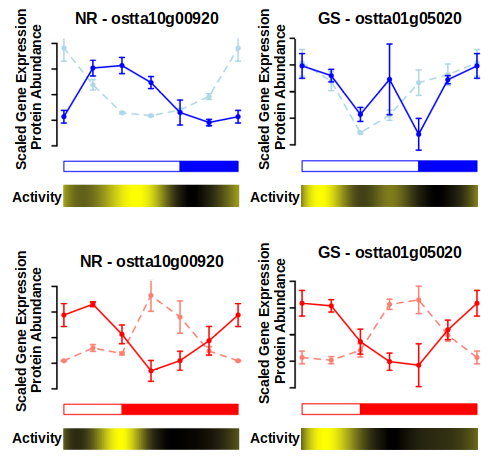 NR - ostta10g00920
GS - ostta01g05020
Scaled Gene Expression
Protein Abundance
Scaled Gene Expression
Protein Abundance
Activity
Activity
NR - ostta10g00920
GS - ostta01g05020
Scaled Gene Expression
Protein Abundance
Scaled Gene Expression
Protein Abundance
Activity
Activity